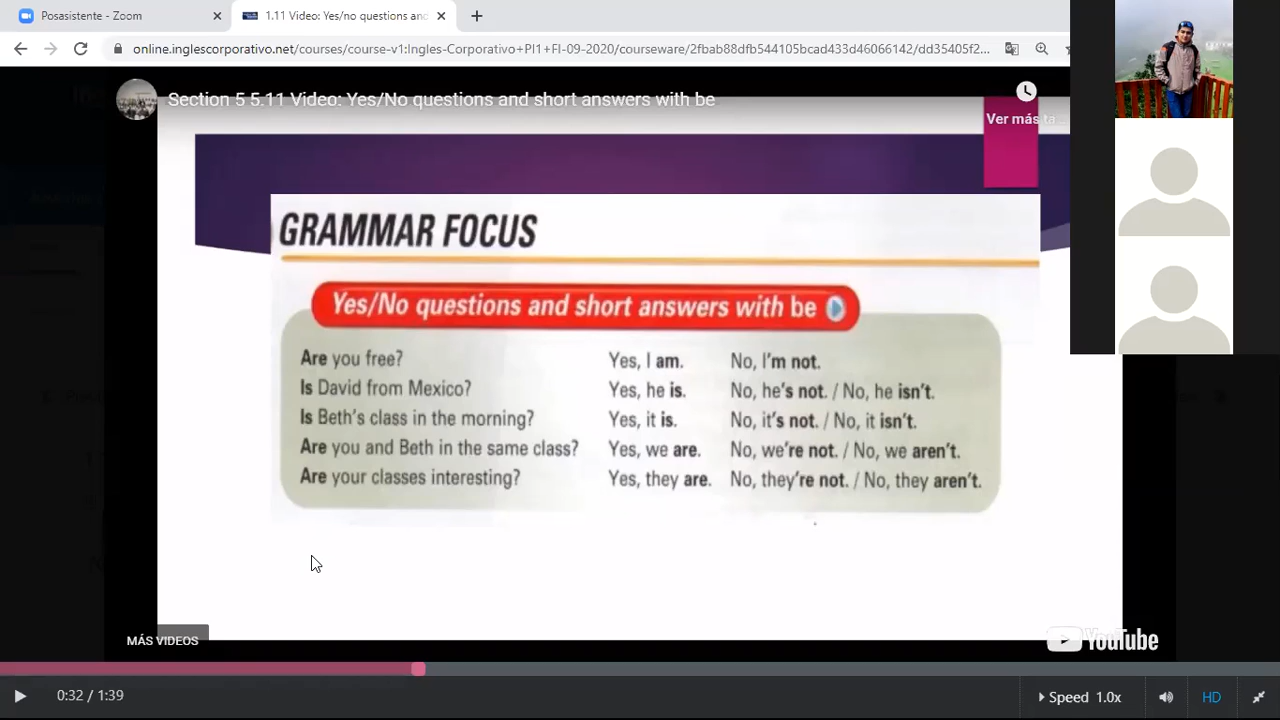 Posasistente - Zoom
1.11 Video: Yes/no questions and
online.inglescorporativo.net/courses/course-v1:Ingles-Corporativo+PI1+FI-09-2020/courseware/2fbab88dfb544105bcad433d46066142/dd35405f2...
Section 5 5.11 Video: Yes/No questions and short answers with be
Ver más ta...
GRAMMAR FOCUS
Yes/No questions and short answers with be
Are you free? Yes, I am. No, I'm not.
Is David from Mexico? Yes, he is. No, he's not. / No, he isn't.
Is Beth's class in the morning? Yes, it is. No, it's not. / No, it isn't.
Are you and Beth in the same class? Yes, we are. No, we're not. / No, we aren't.
Are your classes interesting? Yes, they are. No, they're not. / No, they aren't.
MÁS VIDEOS
YouTube
0:32 / 1:39
Speed 1.0x
HD